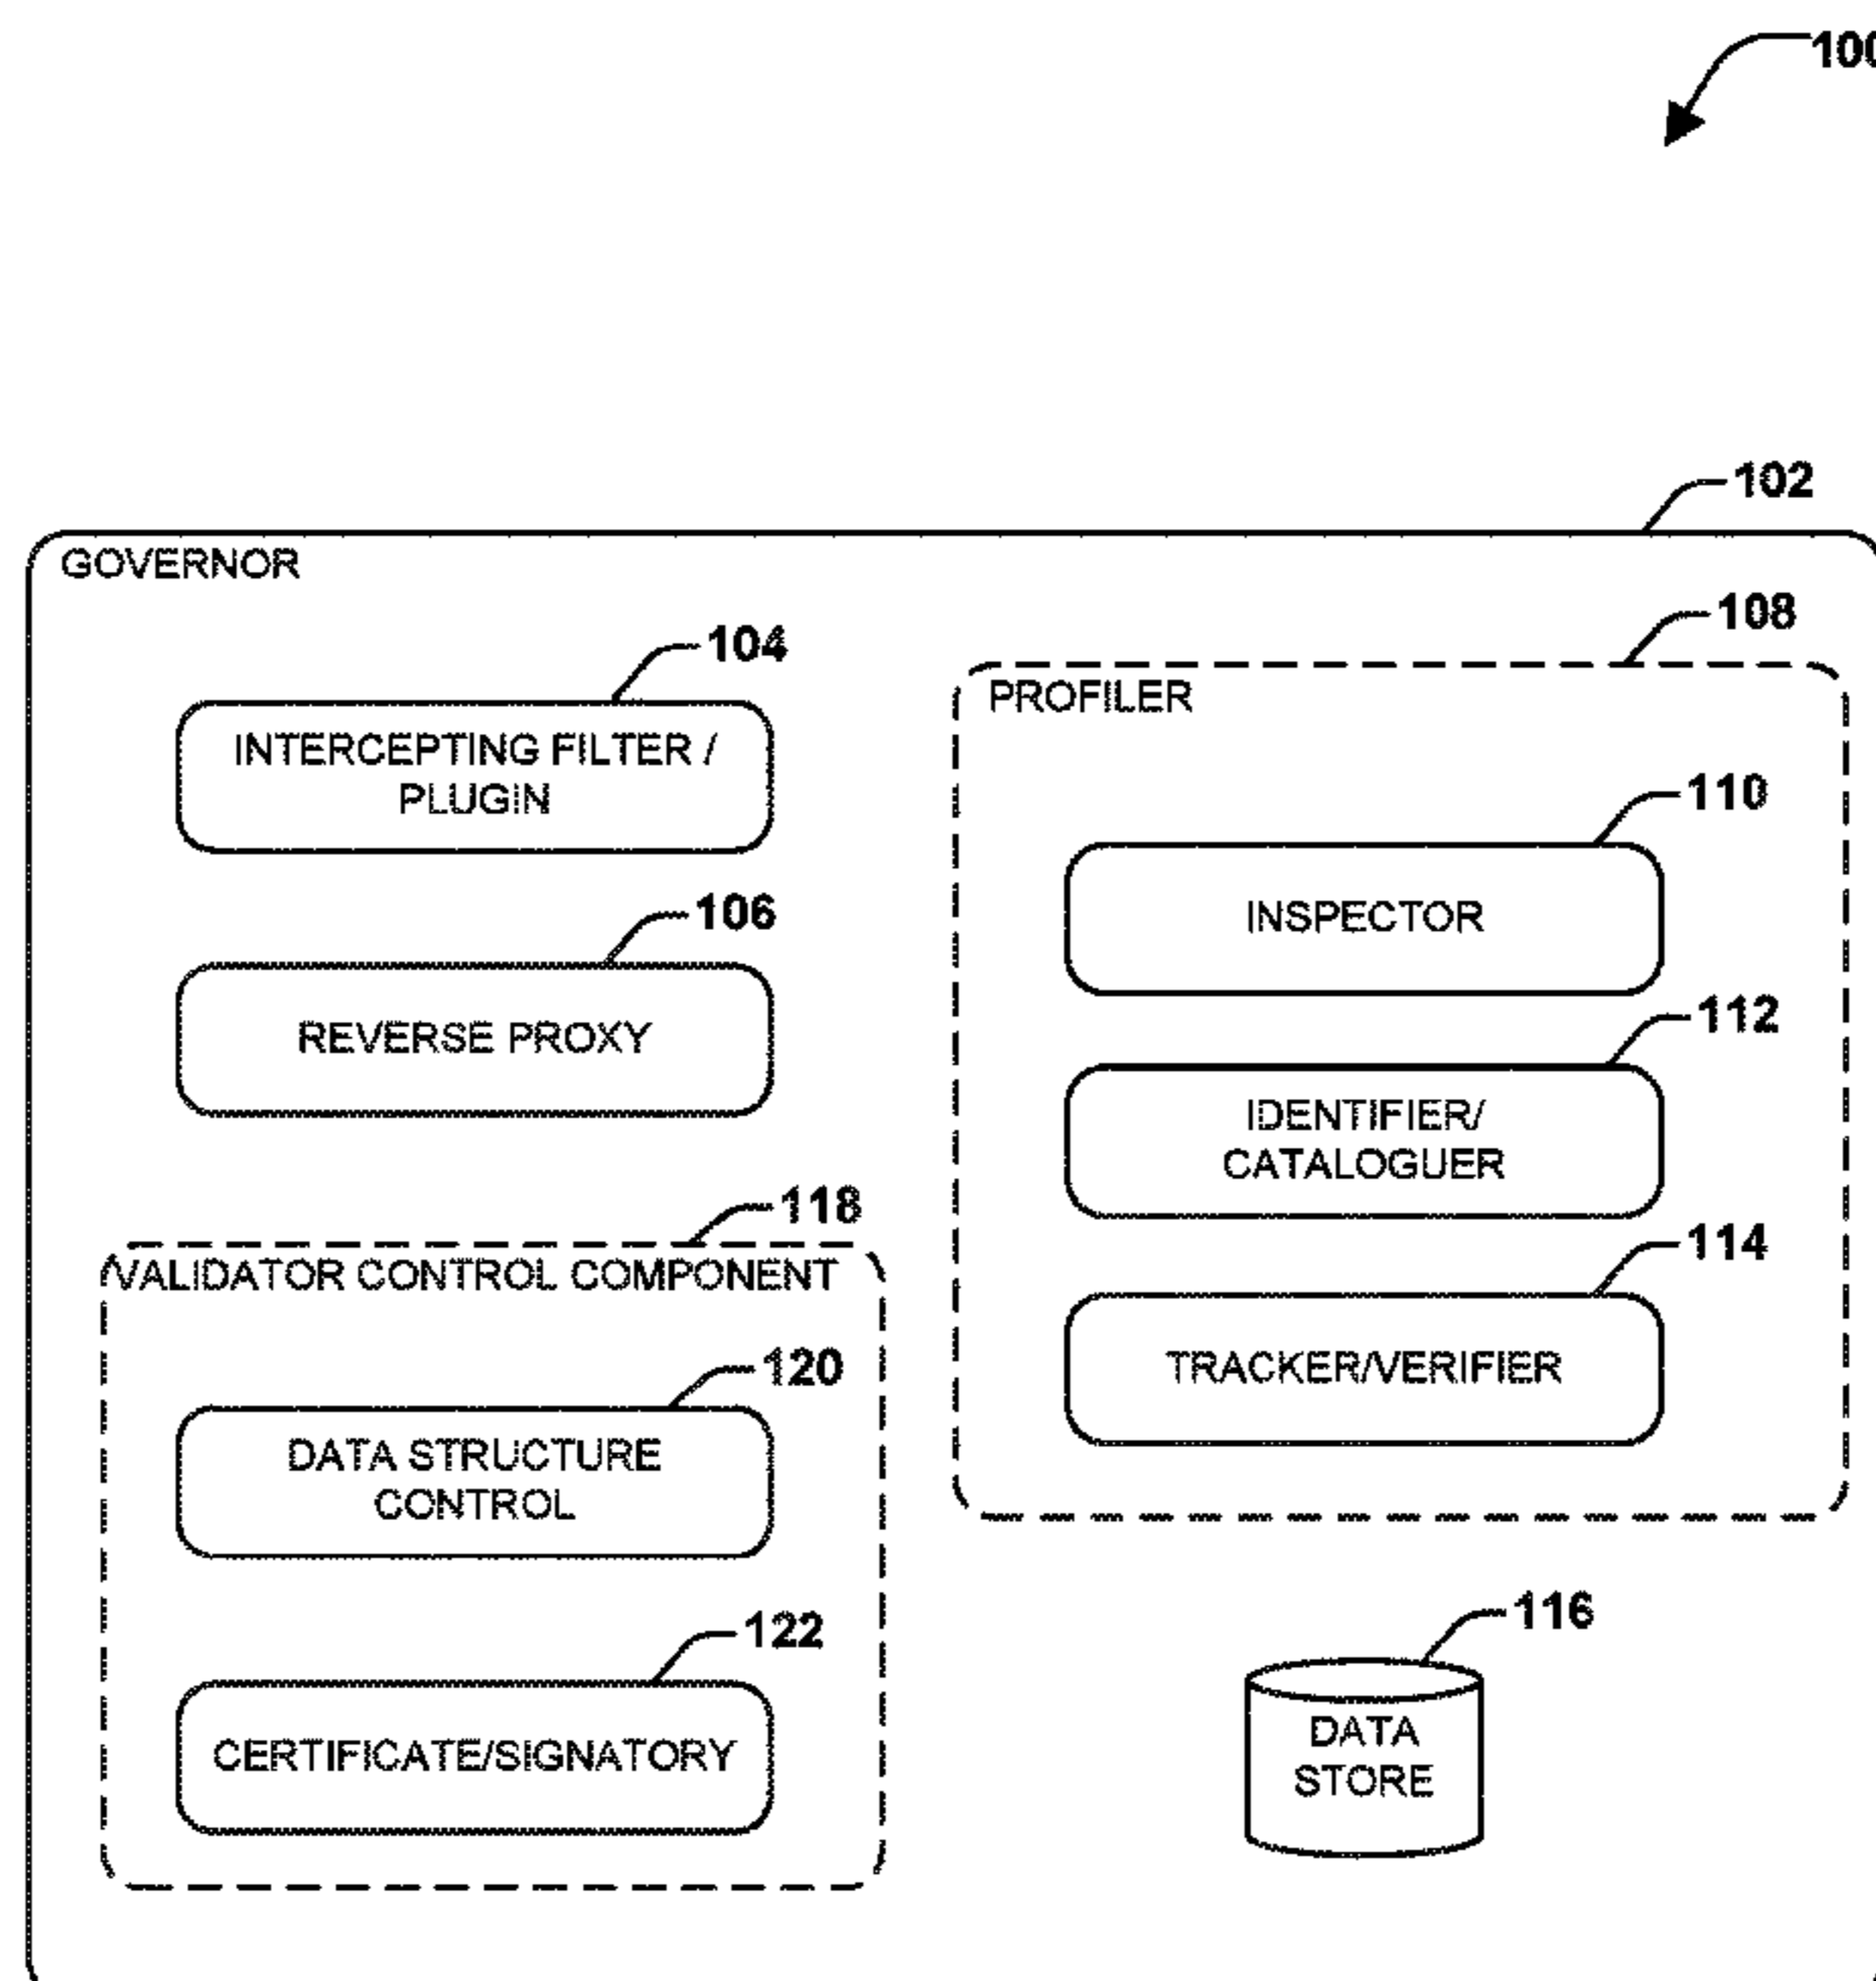 100
102
GOVERNOR
104
INTERCEPTING FILTER /
PLUGIN
106
REVERSE PROXY
108
PROFILER
110
INSPECTOR
112
IDENTIFIER/
CATALOGUER
114
TRACKER/VERIFIER
118
VALIDATOR CONTROL COMPONENT
120
DATA STRUCTURE
CONTROL
122
CERTIFICATE/SIGNATORY
116
DATA
STORE